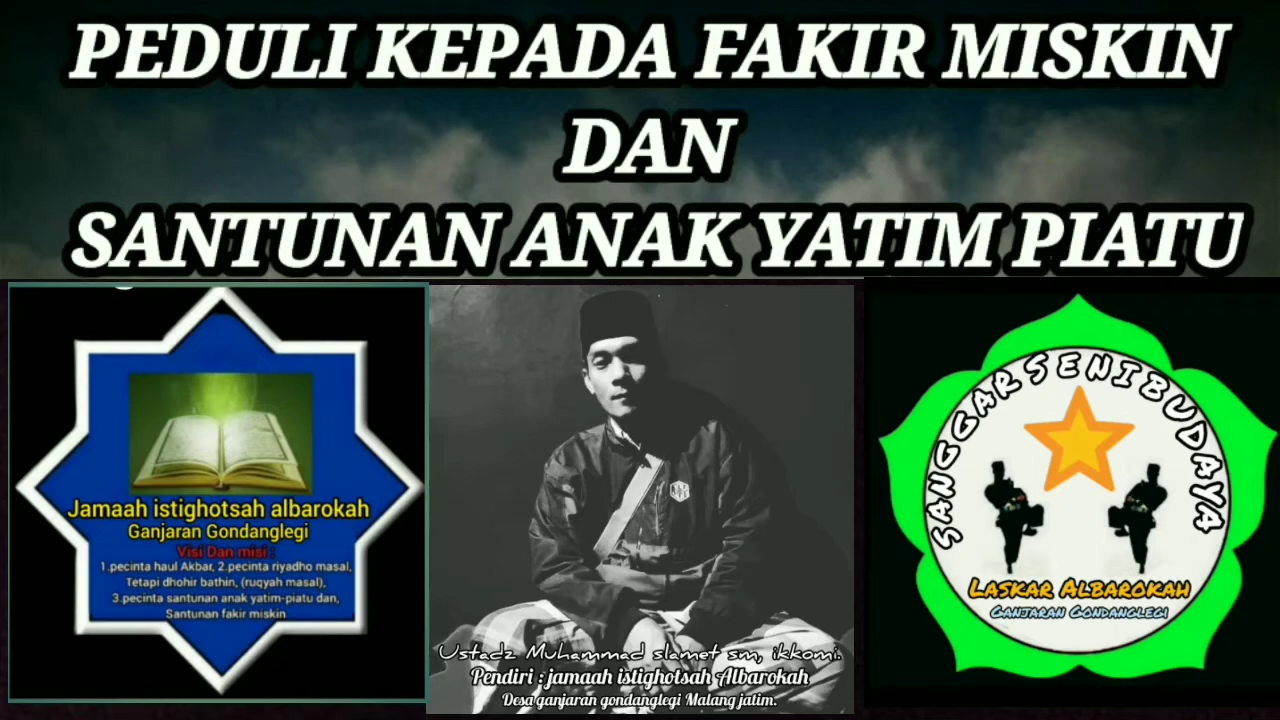 PEDULI KEPADA FAKIR MISKIN
DAN
SANTUNAN ANAK YATIM PIATU
Jamaah istighotsah albarokah
Ganjaran Gondanglegi
Visi Dan misi :
1.pecinta haul Akbar, 2.pecinta riyadho masal,
Tetapi dhohir bathin, (ruqyah masal),
3.pecinta santunan anak yatim-piatu dan,
Santunan fakir miskin
Ustadz Muhammad slamet sm, ikkomi.
Pendiri : jamaah istighotsah Albarokah
Desa ganjaran gondanglegi Malang jatim.
SANGGAR SENI BUDAYA
LASKAR ALBAROKAH
GANJARAN GONDANGLEGI